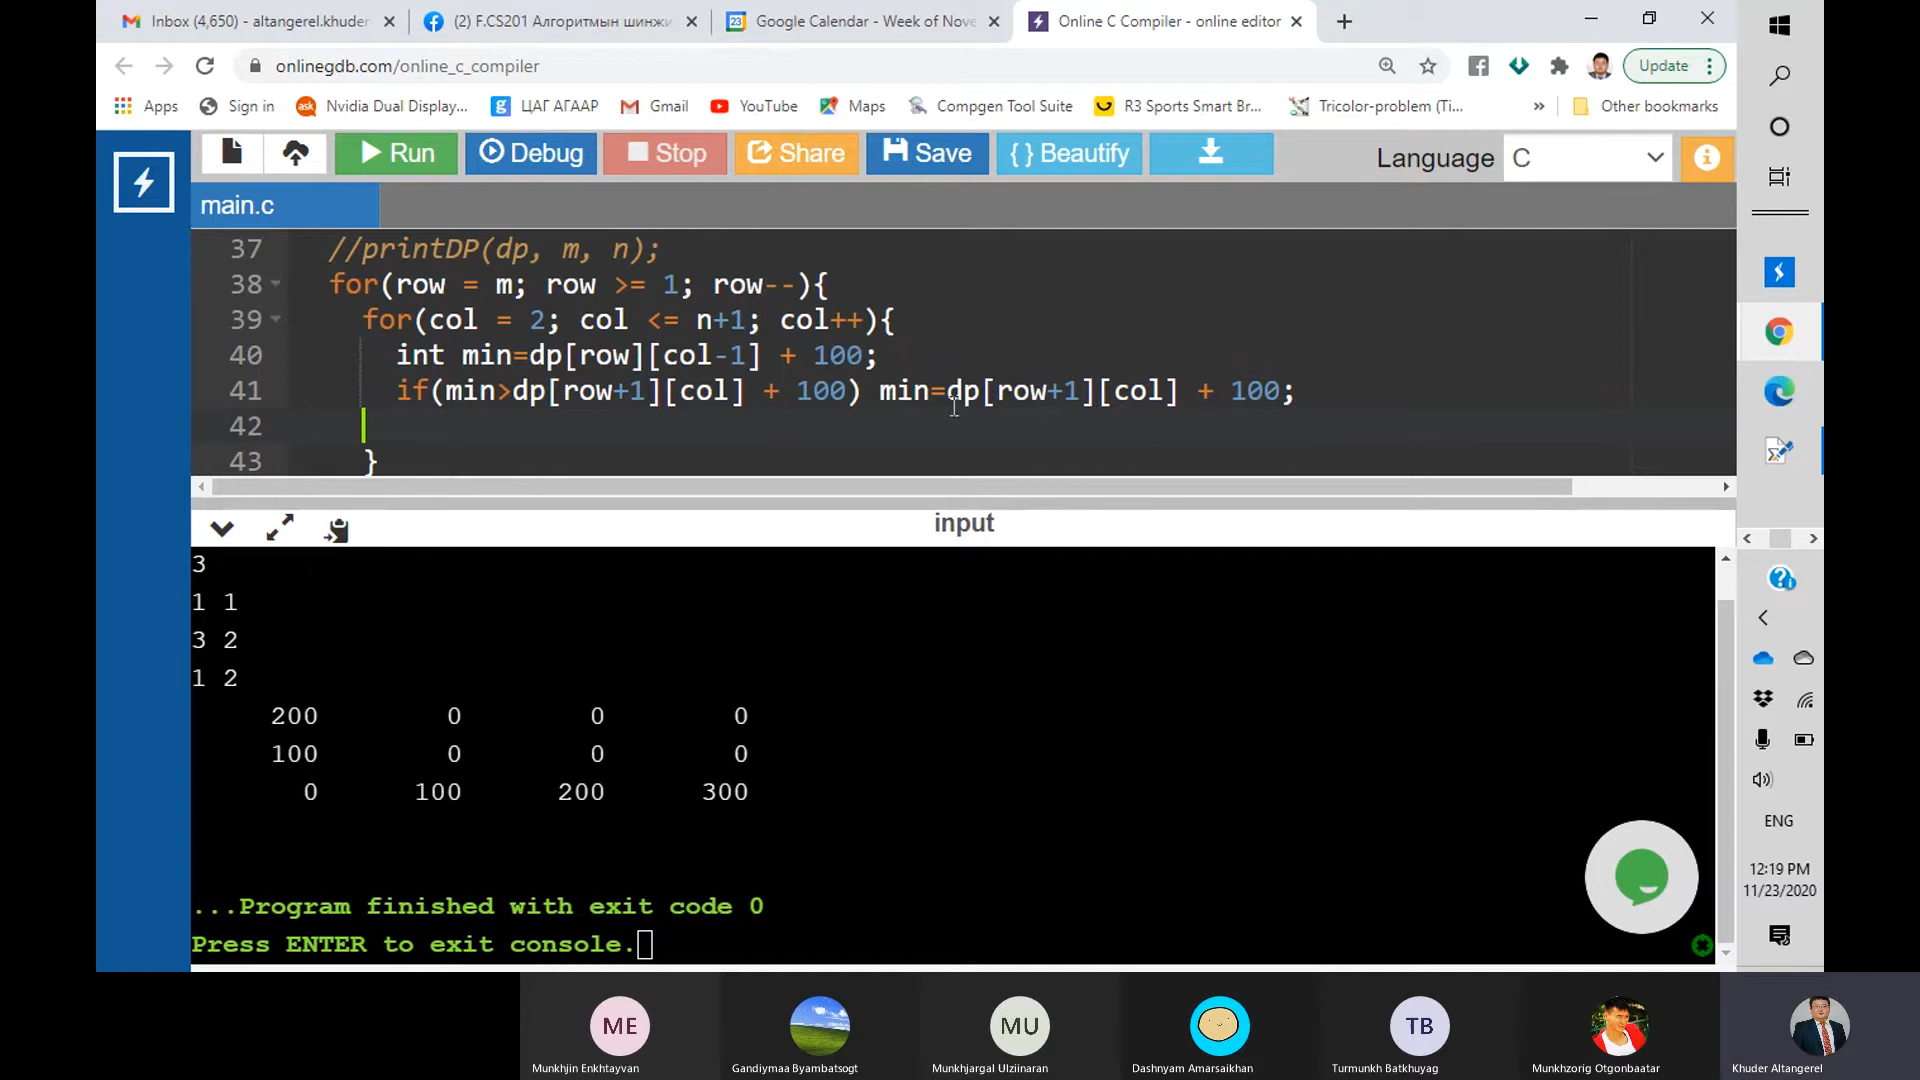 Inbox (4,650) - altangerel.khuder
(2) F.CS201 Алгоритмын шинжи
23
Google Calendar - Week of Nove
Online C Compiler - online editor
onlinegdb.com/online_c_compiler
Update
Apps
Sign in
ask
Nvidia Dual Display...
g
ЦАГ АГААР
Gmail
YouTube
Maps
Compgen Tool Suite
R3 Sports Smart Br...
Tricolor-problem (Ti...
»
Other bookmarks
Run
Debug
Stop
Share
Save
{ } Beautify
Language
C
main.c
37 //printDP(dp, m, n);
38 for(row = m; row >= 1; row--){
39 for(col = 2; col <= n+1; col++){
40 int min=dp[row][col-1] + 100;
41 if(min>dp[row+1][col] + 100) min=dp[row+1][col] + 100;
42
43 }
input
3
1 1
3 2
1 2
200 0 0 0
100 0 0 0
0 100 200 300
...Program finished with exit code 0
Press ENTER to exit console.
ENG
12:19 PM
11/23/2020
ME
MU
TB
Munkhjin Enkhtayvan
Gandiymaa Byambatsogt
Munkhjargal Ulziinaran
Dashnyam Amarsaikhan
Turmunkh Batkhuyag
Munkhzorig Otgonbaatar
Khuder Altangerel